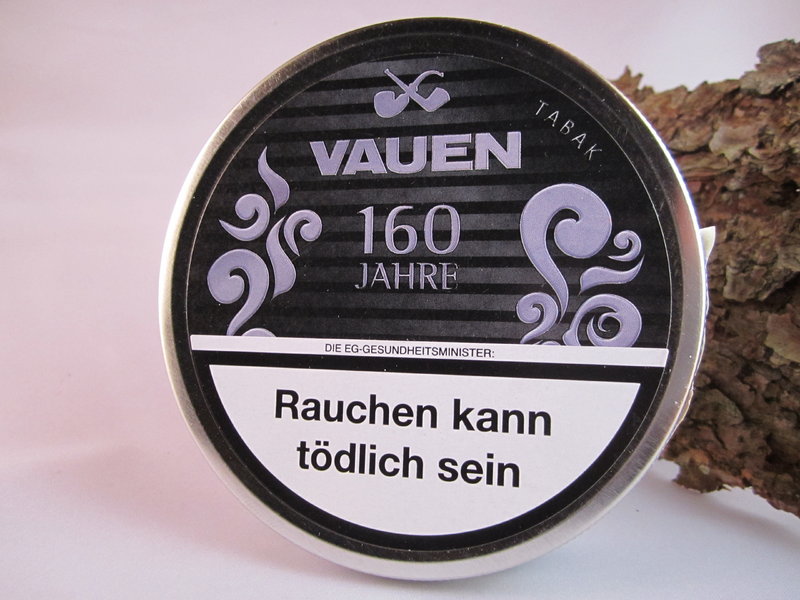 TABAK
VAUEN
160
JAHRE
DIE EG-GESUNDHEITSMINISTER:
Rauchen kann
tödlich sein